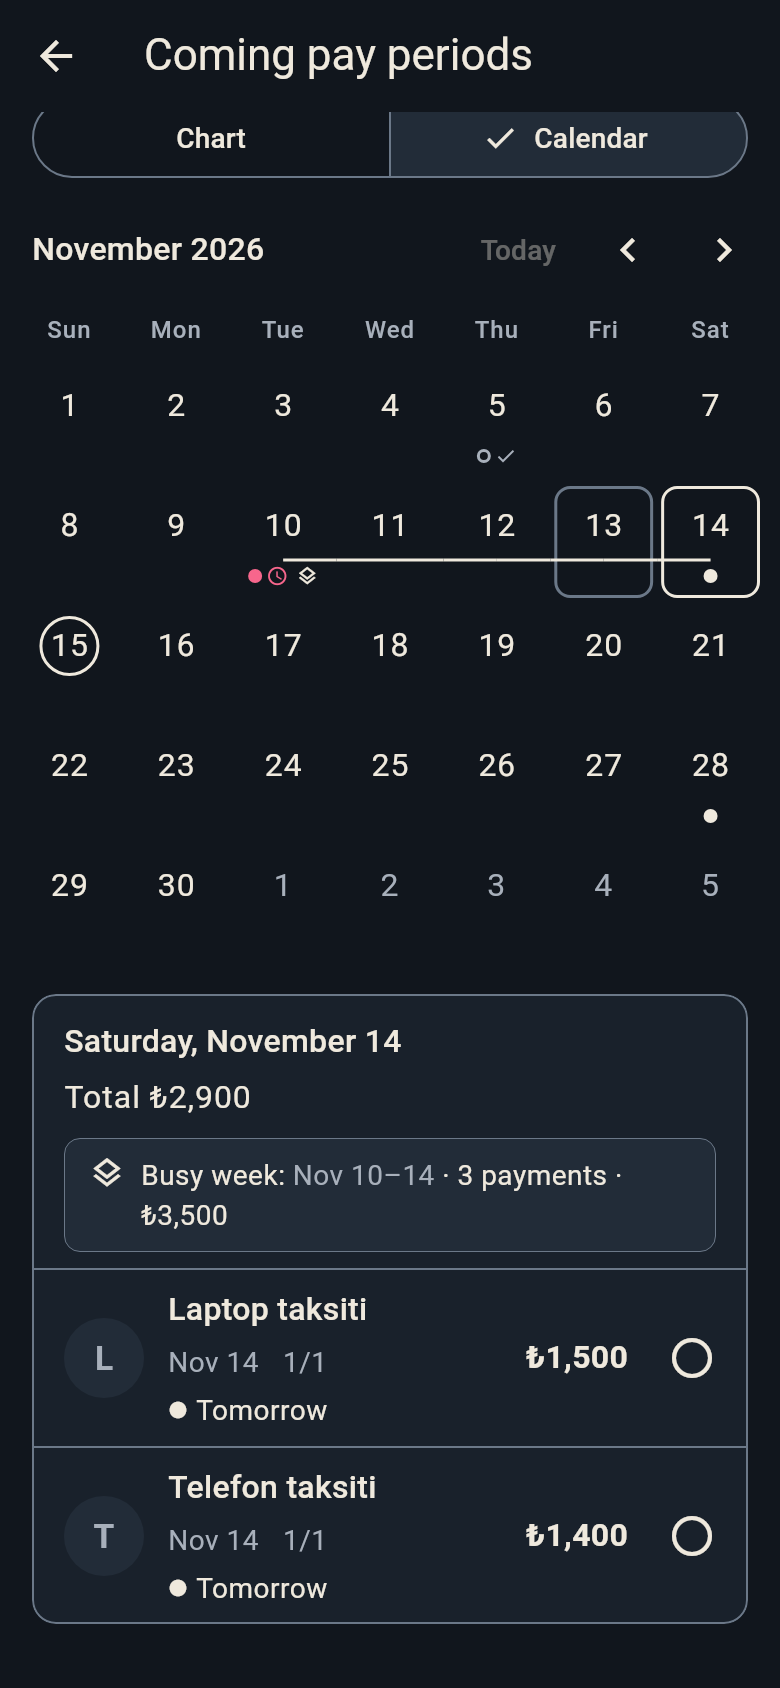 Coming pay periods
Chart
Calendar
November 2026
Today
Sun Mon Tue Wed Thu Fri Sat
1 2 3 4 5 6 7
8 9 10 11 12 13 14
15 16 17 18 19 20 21
22 23 24 25 26 27 28
29 30 1 2 3 4 5
Saturday, November 14
Total ₺2,900
Busy week: Nov 10–14 · 3 payments ·
₺3,500
L
Laptop taksiti
Nov 14 1/1
Tomorrow
₺1,500
T
Telefon taksiti
Nov 14 1/1
Tomorrow
₺1,400